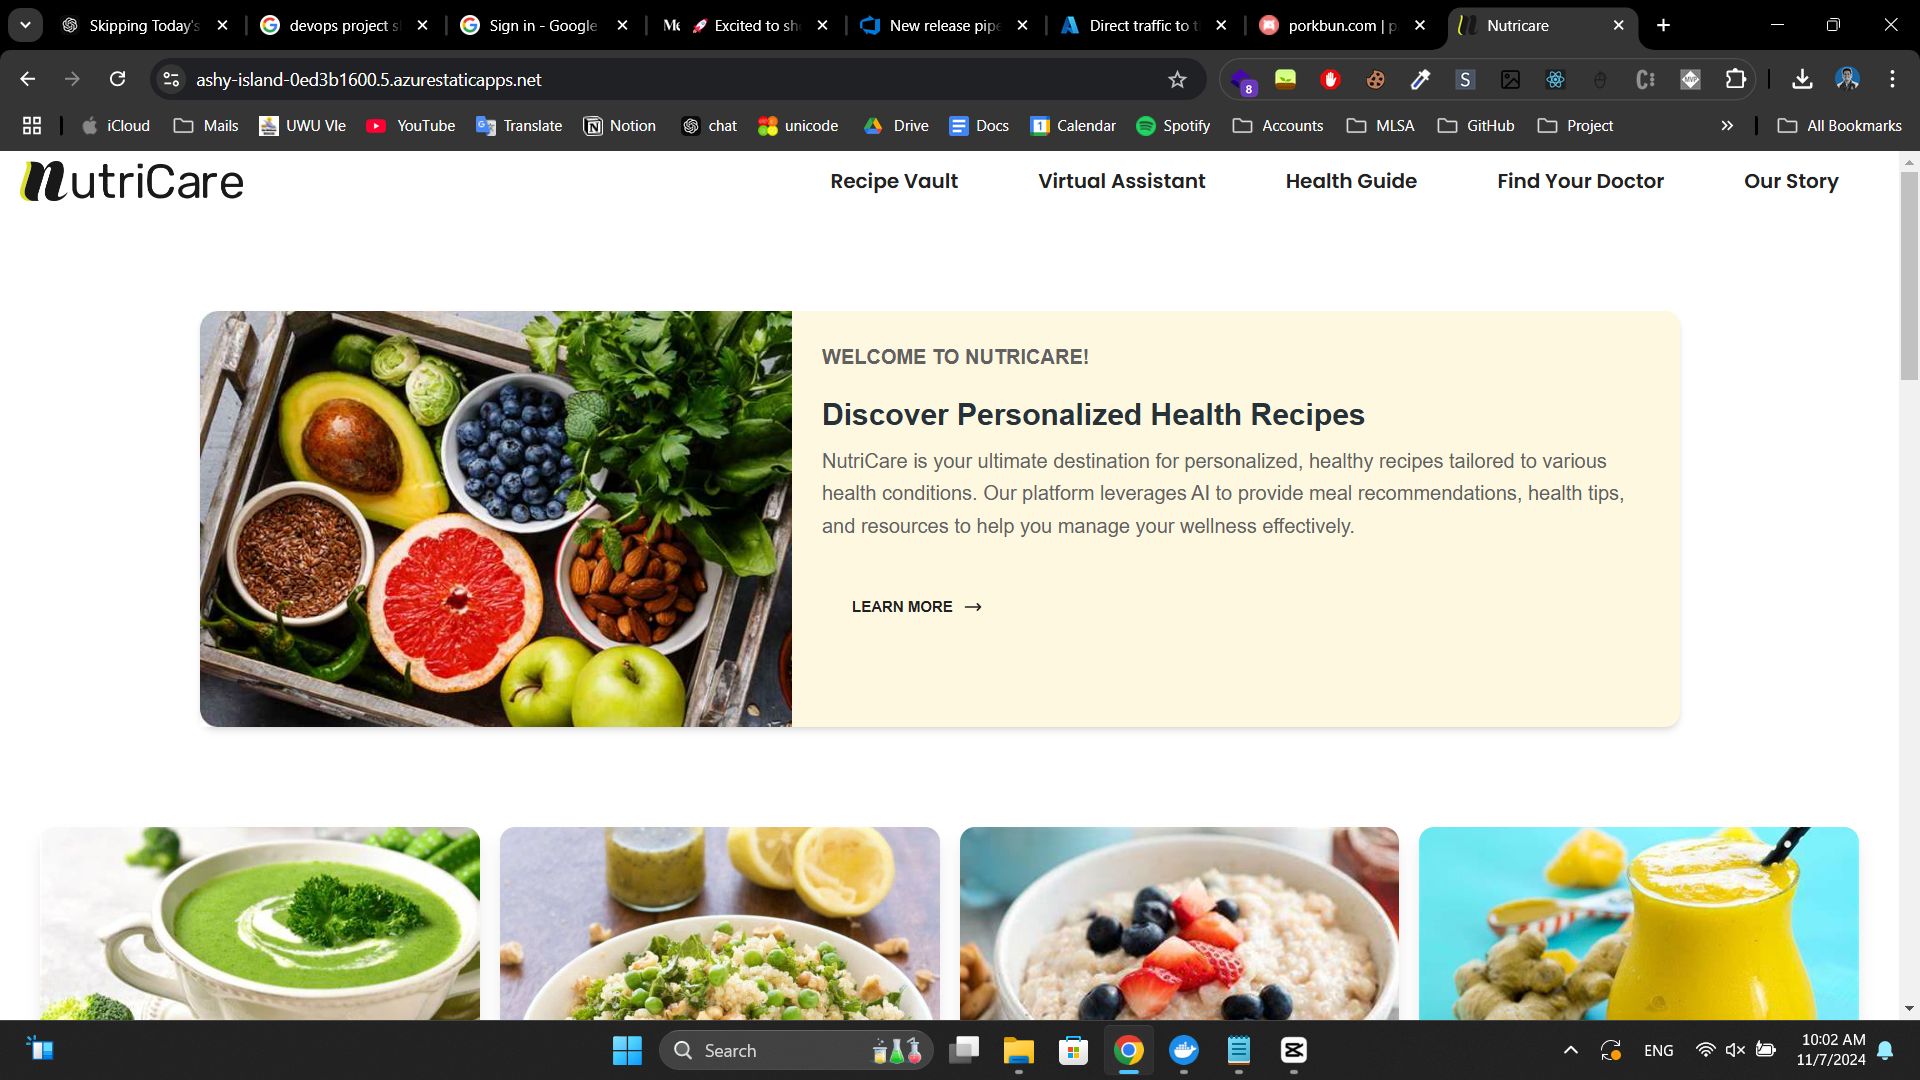 Skipping Today's
devops project s
Sign in - Google
Excited to sh
New release pipe
Direct traffic to t
porkbun.com | p
Nutricare
ashy-island-0ed3b1600.5.azurestaticapps.net
8
S
iCloud
Mails
UWU Vle
YouTube
Translate
Notion
chat
unicode
Drive
Docs
Calendar
Spotify
Accounts
MLSA
GitHub
Project
All Bookmarks
nutriCare
Recipe Vault
Virtual Assistant
Health Guide
Find Your Doctor
Our Story
WELCOME TO NUTRICARE!
Discover Personalized Health Recipes
NutriCare is your ultimate destination for personalized, healthy recipes tailored to various
health conditions. Our platform leverages AI to provide meal recommendations, health tips,
and resources to help you manage your wellness effectively.
LEARN MORE →
Search
ENG
10:02 AM
11/7/2024